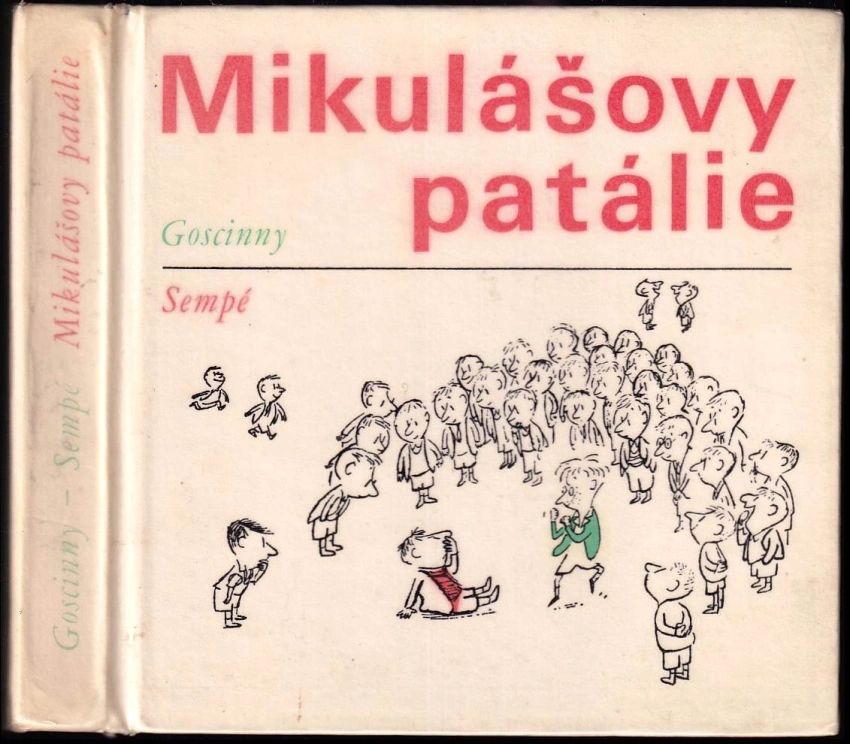 Mikulášovy
patálie
Goscinny
Sempé
Goscinny – Sempé Mikulášovy patálie